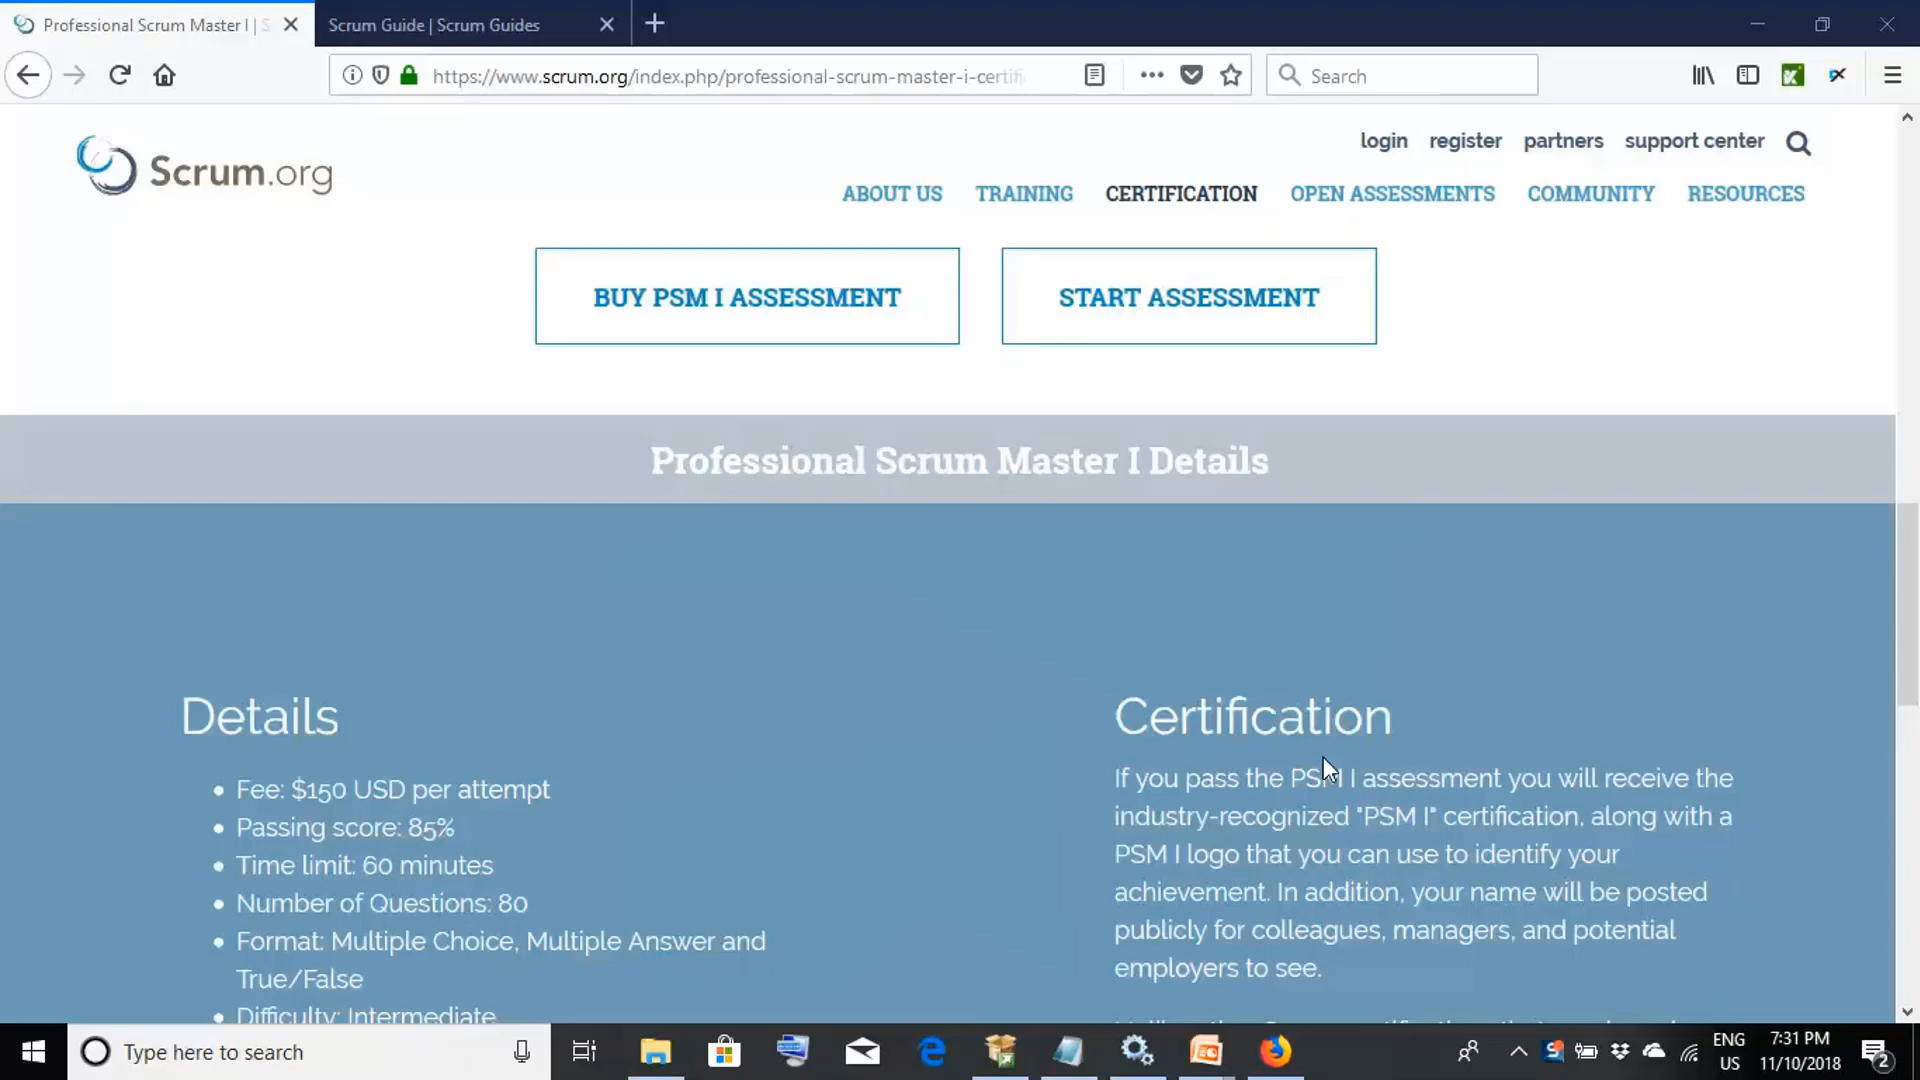 Professional Scrum Master I |
Scrum Guide | Scrum Guides
https://www.scrum.org/index.php/professional-scrum-master-i-certifi
Search
login register partners support center
Scrum.org
ABOUT US TRAINING CERTIFICATION OPEN ASSESSMENTS COMMUNITY RESOURCES
BUY PSM I ASSESSMENT
START ASSESSMENT
Professional Scrum Master I Details
Details
• Fee: $150 USD per attempt
• Passing score: 85%
• Time limit: 60 minutes
• Number of Questions: 80
• Format: Multiple Choice, Multiple Answer and
True/False
• Difficulty: Intermediate
Certification
If you pass the PSM I assessment you will receive the
industry-recognized "PSM I" certification, along with a
PSM I logo that you can use to identify your
achievement. In addition, your name will be posted
publicly for colleagues, managers, and potential
employers to see.
Type here to search
ENG
US
7:31 PM
11/10/2018
2